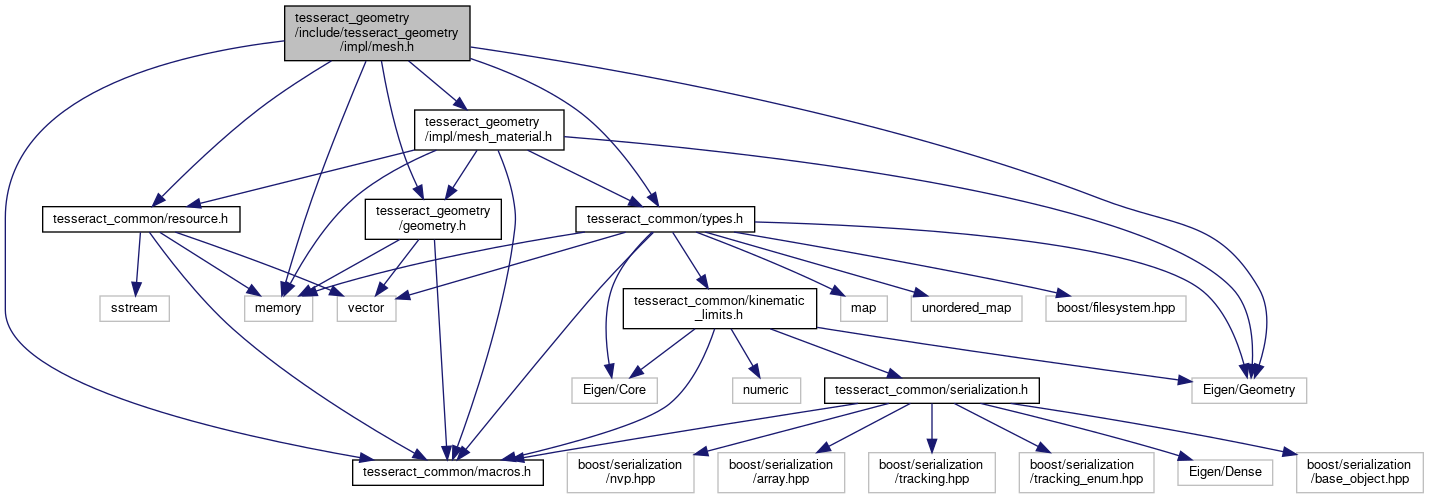 tesseract_geometry
/include/tesseract_geometry
/impl/mesh.h
tesseract_geometry
/impl/mesh_material.h
tesseract_common/resource.h
tesseract_geometry
/geometry.h
tesseract_common/types.h
sstream
memory
vector
tesseract_common/kinematic
_limits.h
map
unordered_map
boost/filesystem.hpp
Eigen/Core
numeric
tesseract_common/serialization.h
Eigen/Geometry
tesseract_common/macros.h
boost/serialization
/nvp.hpp
boost/serialization
/array.hpp
boost/serialization
/tracking.hpp
boost/serialization
/tracking_enum.hpp
Eigen/Dense
boost/serialization
/base_object.hpp